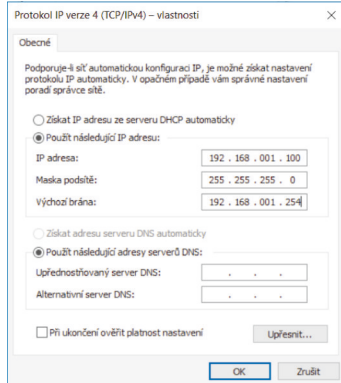 Protokol IP verze 4 (TCP/IPv4) – vlastnosti
Obecné
Podporuje-li síť automatickou konfiguraci IP, je možné získat nastavení
protokolu IP automaticky. V opačném případě vám správné nastavení
poradí správce sítě.
Získat IP adresu ze serveru DHCP automaticky
Použít následující IP adresu:
IP adresa: 192 . 168 . 001 . 100
Maska podsítě: 255 . 255 . 255 . 0
Výchozí brána: 192 . 168 . 001 . 254
Získat adresu serveru DNS automaticky
Použít následující adresy serverů DNS:
Upřednostňovaný server DNS: . . .
Alternativní server DNS: . . .
Při ukončení ověřit platnost nastavení
Upřesnit...
OK Zrušit